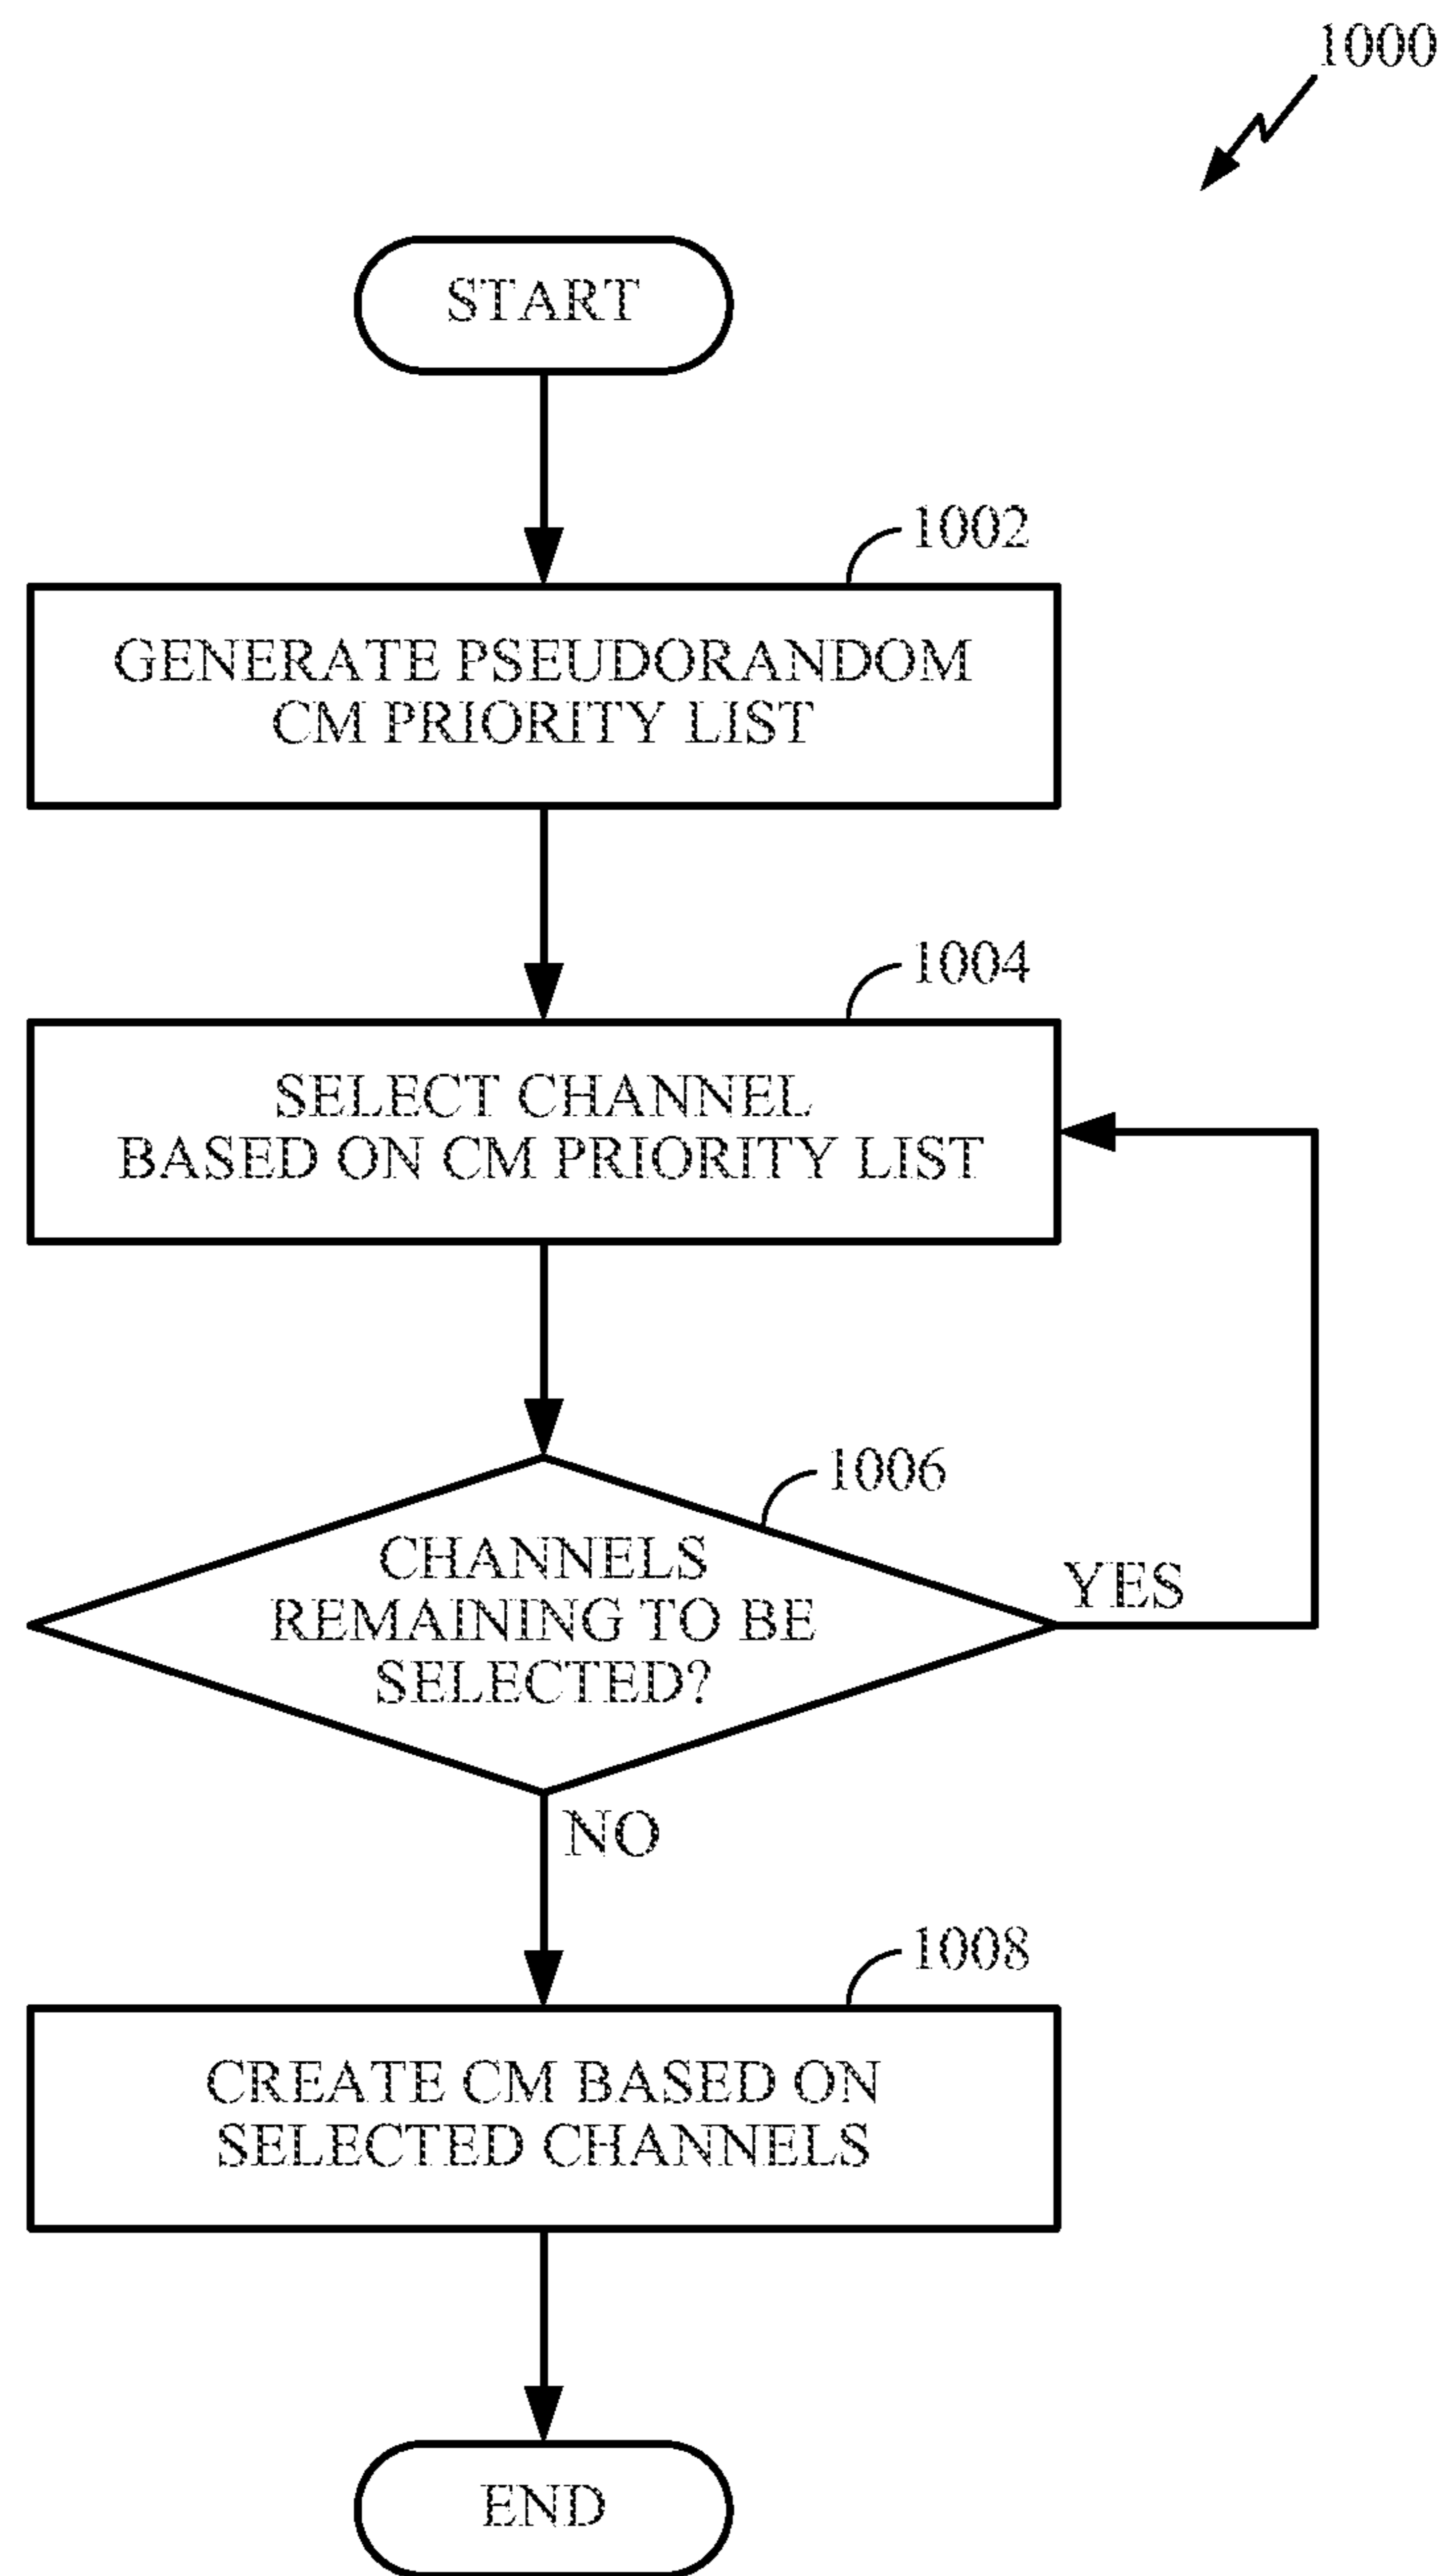 1000
START
1002
GENERATE PSEUDORANDOM
CM PRIORITY LIST
1004
SELECT CHANNEL
BASED ON CM PRIORITY LIST
1006
CHANNELS
REMAINING TO BE
SELECTED?
YES
NO
1008
CREATE CM BASED ON
SELECTED CHANNELS
END